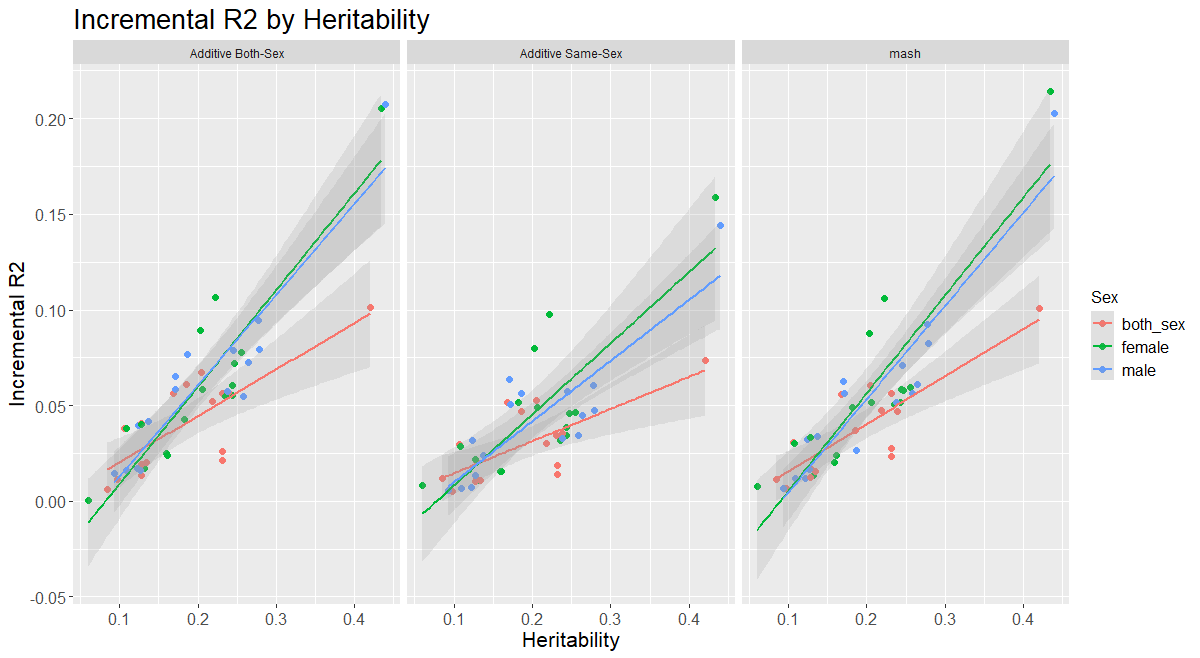 Incremental R2 by Heritability
Additive Both-Sex
Additive Same-Sex
mash
Incremental R2
0.20
0.15
0.10
0.05
0.00
-0.05
0.1 0.2 0.3 0.4
0.1 0.2 0.3 0.4
0.1 0.2 0.3 0.4
Heritability
Sex
both_sex
female
male